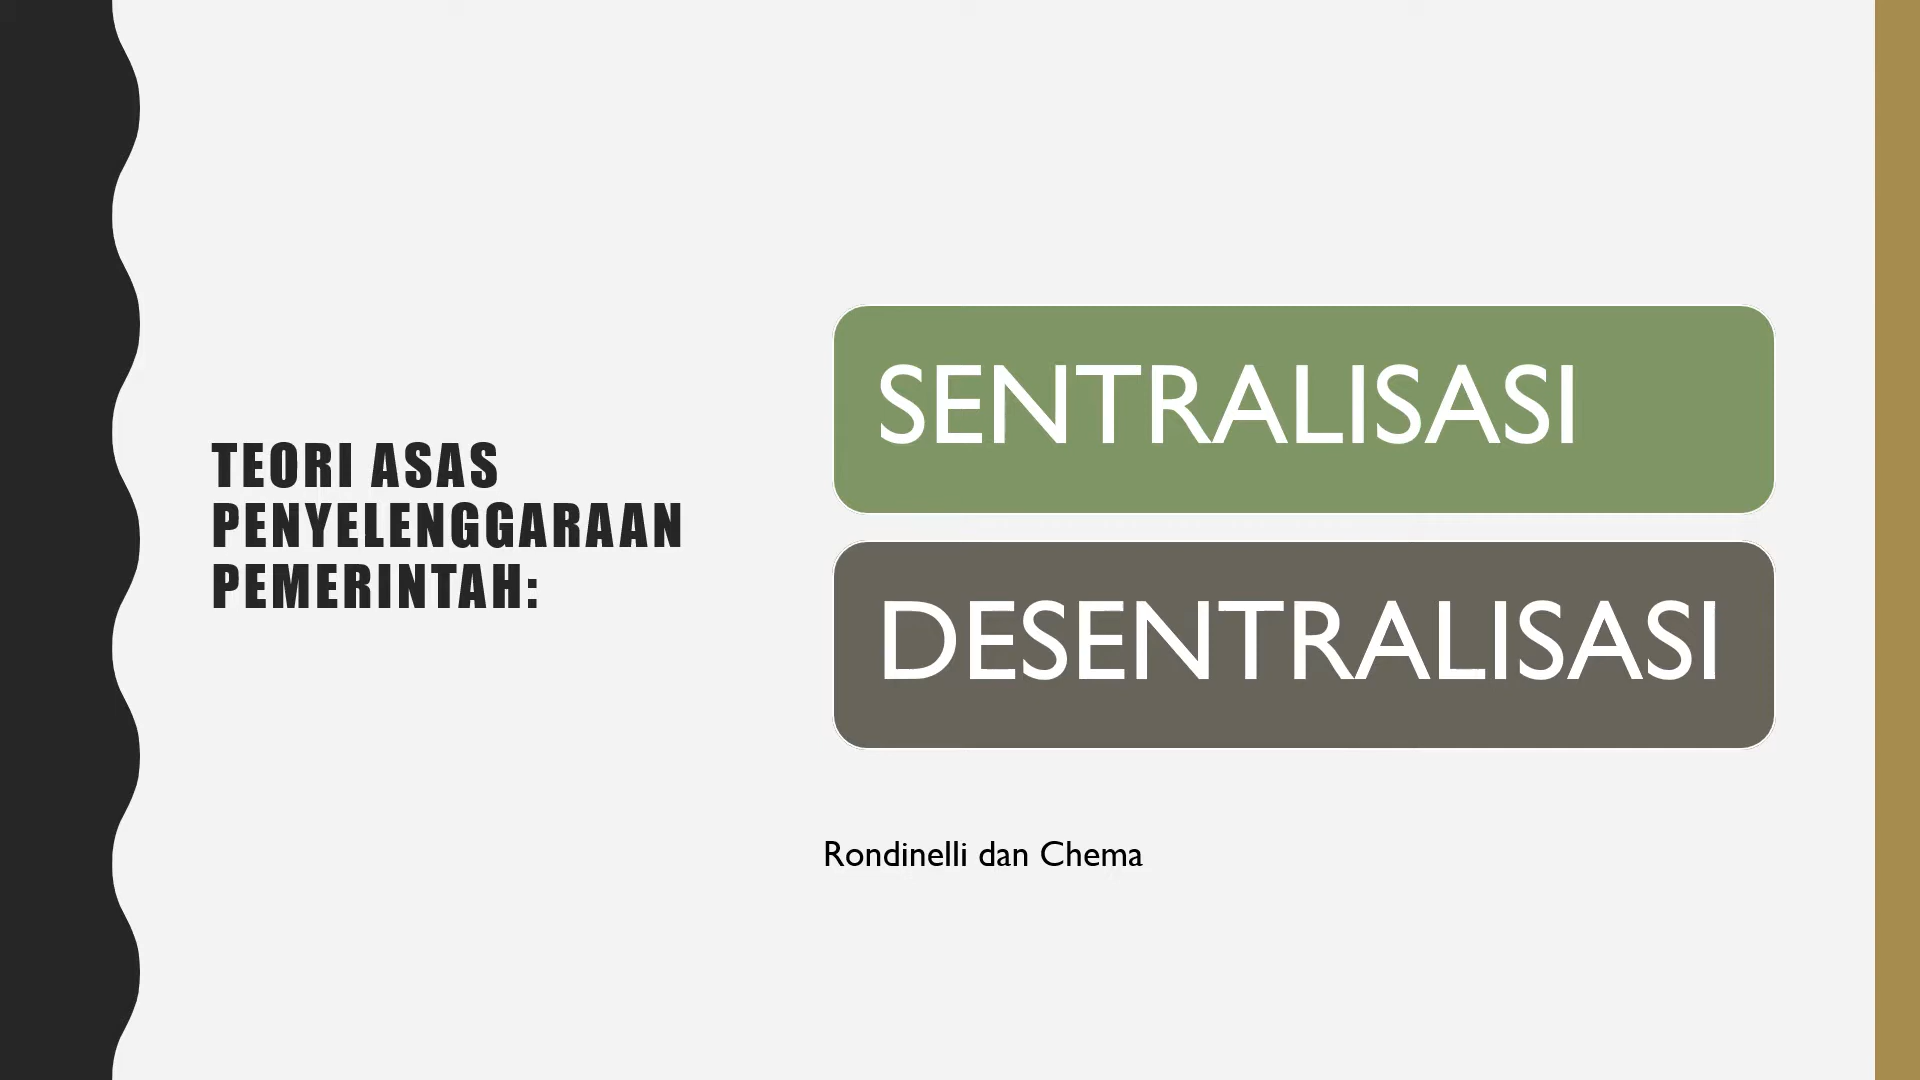 TEORI ASAS
PENYELENGGARAAN
PEMERINTAH:
SENTRALISASI
DESENTRALISASI
Rondinelli dan Chema